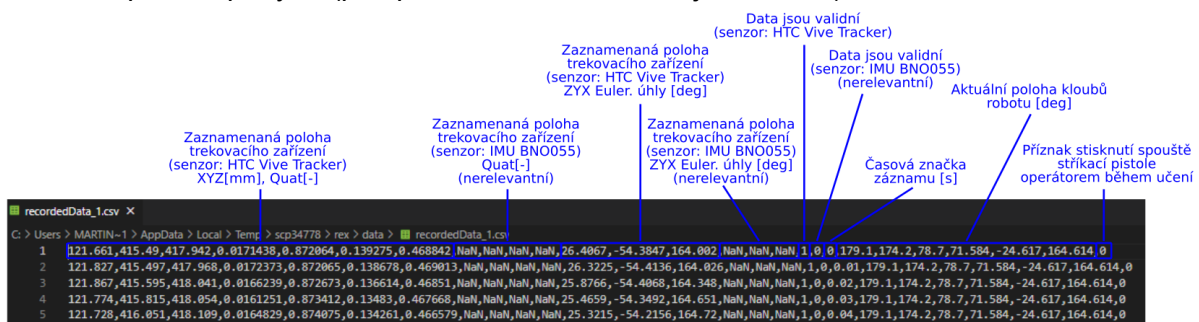 Data jsou validní
(senzor: HTC Vive Tracker)
Zaznamenaná poloha
trekovacího zařízení
(senzor: HTC Vive Tracker)
ZYX Euler. úhly [deg]
Data jsou validní
(senzor: IMU BNO055)
(nerelevantní)
Aktuální poloha kloubů
robotu [deg]
Zaznamenaná poloha
trekovacího zařízení
(senzor: HTC Vive Tracker)
XYZ[mm], Quat[-]
Zaznamenaná poloha
trekovacího zařízení
(senzor: IMU BNO055)
Quat[-]
(nerelevantní)
Zaznamenaná poloha
trekovacího zařízení
(senzor: IMU BNO055)
ZYX Euler. úhly [deg]
(nerelevantní)
Časová značka
záznamu [s]
Příznak stisknutí spouště
stříkací pistole
operátorem během učení
recordedData_1.csv ×
C: > Users > MARTIN~1 > AppData > Local > Temp > scp34778 > rex > data > recordedData_1.csv
1 121.661,415.49,417.942,0.0171438,0.872064,0.139275,0.468842,NaN,NaN,NaN,NaN,26.4067,-54.3847,164.002,NaN,NaN,NaN,1,0,0,179.1,174.2,78.7,71.584,-24.617,164.614,0
2 121.827,415.497,417.968,0.0172373,0.872065,0.138678,0.469013,NaN,NaN,NaN,NaN,26.3225,-54.4136,164.026,NaN,NaN,NaN,1,0,0.01,179.1,174.2,78.7,71.584,-24.617,164.614,0
3 121.867,415.595,418.041,0.0166239,0.872673,0.136614,0.46851,NaN,NaN,NaN,NaN,25.8766,-54.4068,164.348,NaN,NaN,NaN,1,0,0.02,179.1,174.2,78.7,71.584,-24.617,164.614,0
4 121.774,415.815,418.054,0.0161251,0.873412,0.13483,0.467668,NaN,NaN,NaN,NaN,25.4659,-54.3492,164.651,NaN,NaN,NaN,1,0,0.03,179.1,174.2,78.7,71.584,-24.617,164.614,0
5 121.728,416.051,418.109,0.0164829,0.874075,0.134261,0.466579,NaN,NaN,NaN,NaN,25.3215,-54.2156,164.72,NaN,NaN,NaN,1,0,0.04,179.1,174.2,78.7,71.584,-24.617,164.614,0